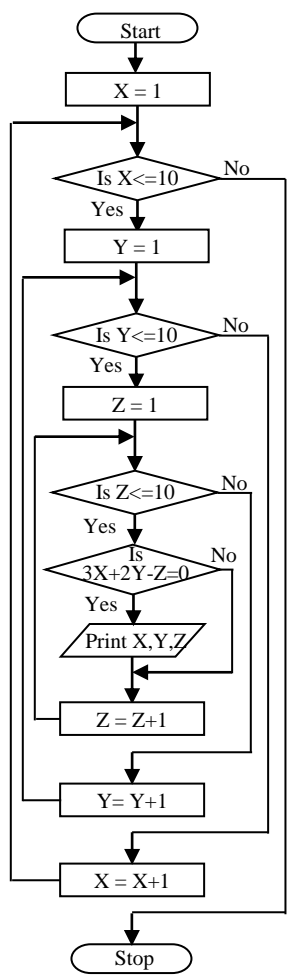 Start
X = 1
Is X<=10
No
Yes
Y = 1
Is Y<=10
No
Yes
Z = 1
Is Z<=10
No
Yes
Is
3X+2Y-Z=0
No
Yes
Print X,Y,Z
Z = Z+1
Y= Y+1
X = X+1
Stop